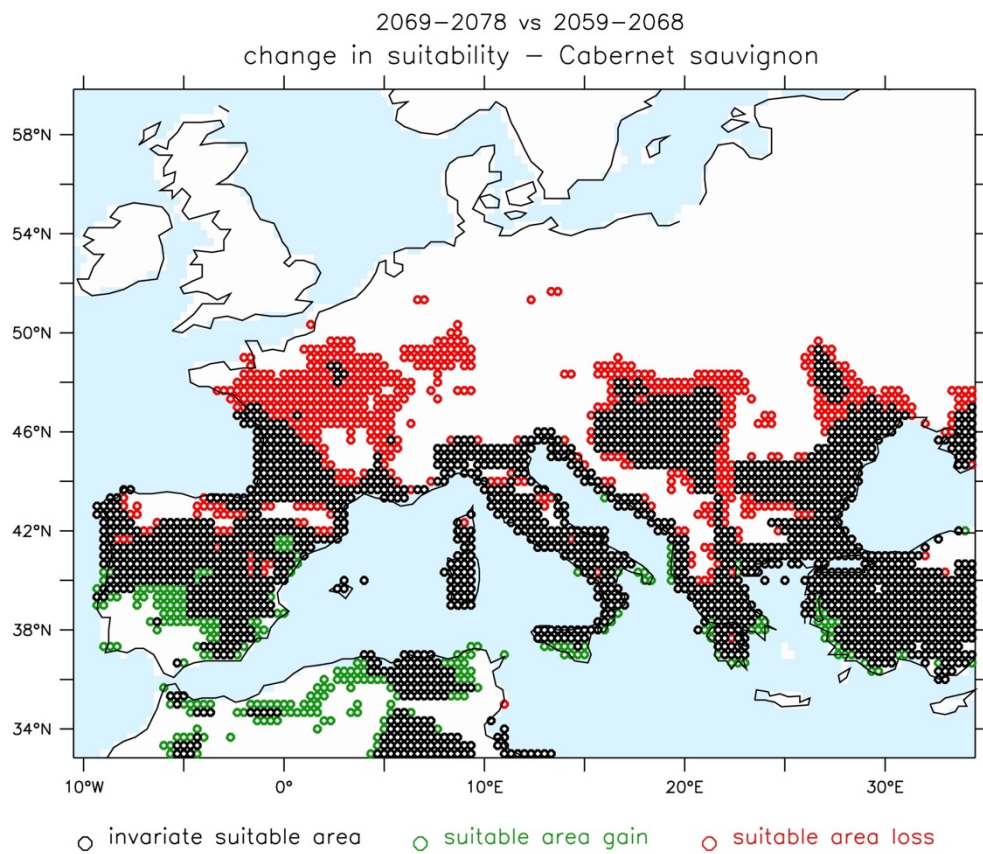 2069-2078 vs 2059-2068
change in suitability - Cabernet sauvignon
58°N
54°N
50°N
46°N
42°N
38°N
34°N
10°W 0° 10°E 20°E 30°E
invariate suitable area suitable area gain suitable area loss